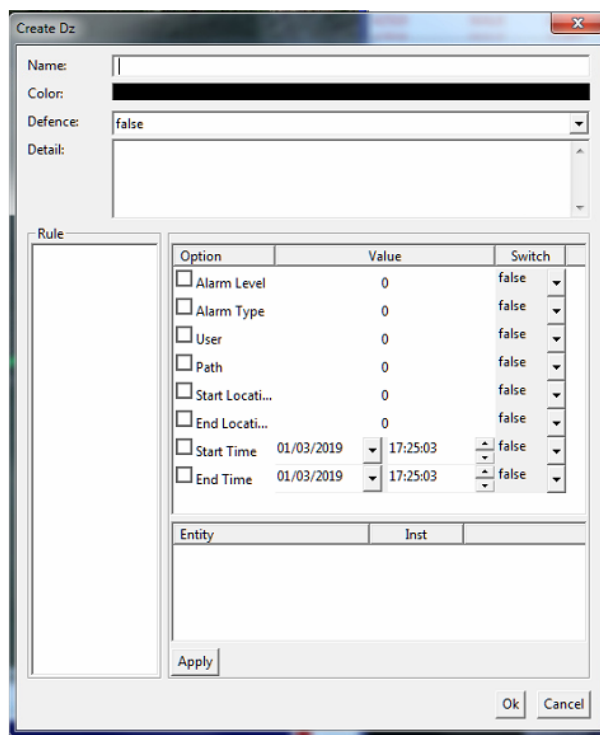 Create Dz
Name:
Color:
Defence: false
Detail:
Rule
Option Value Switch
Alarm Level 0 false
Alarm Type 0 false
User 0 false
Path 0 false
Start Locati... 0 false
End Locati... 0 false
Start Time 01/03/2019 17:25:03 false
End Time 01/03/2019 17:25:03 false
Entity Inst
Apply
Ok Cancel